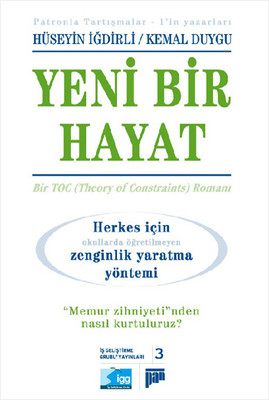 Patronla Tartışmalar - 1'in yazarları
HÜSEYİN İĞDİRLİ / KEMAL DUYGU
YENİ BİR
HAYAT
Bir TOC (Theory of Constraints) Romanı
Herkes için
okullarda öğretilmeyen
zenginlik yaratma
yöntemi
"Memur zihniyeti"nden
nasıl kurtuluruz?
İŞ GELİŞTİRME
GRUBU YAYINLARI 3
igg
pan